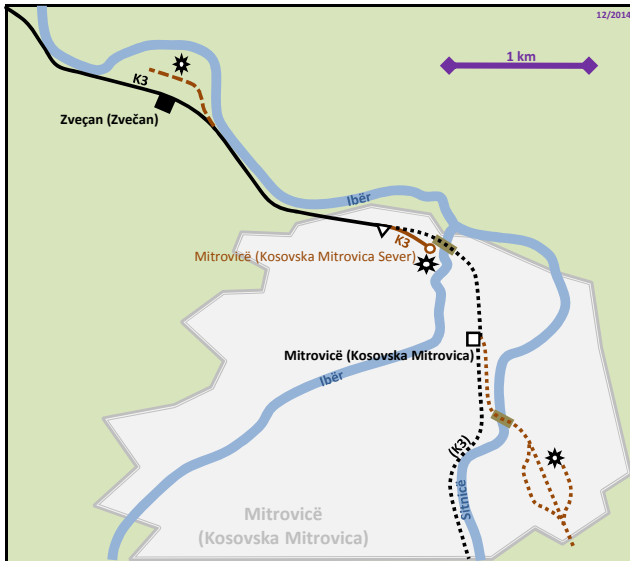 12/2014
1 km
K3
Zveçan (Zvečan)
Ibër
K3
Mitrovicë (Kosovska Mitrovica Sever)
Mitrovicë (Kosovska Mitrovica)
Ibër
(K3)
Sitnicë
Mitrovicë
(Kosovska Mitrovica)